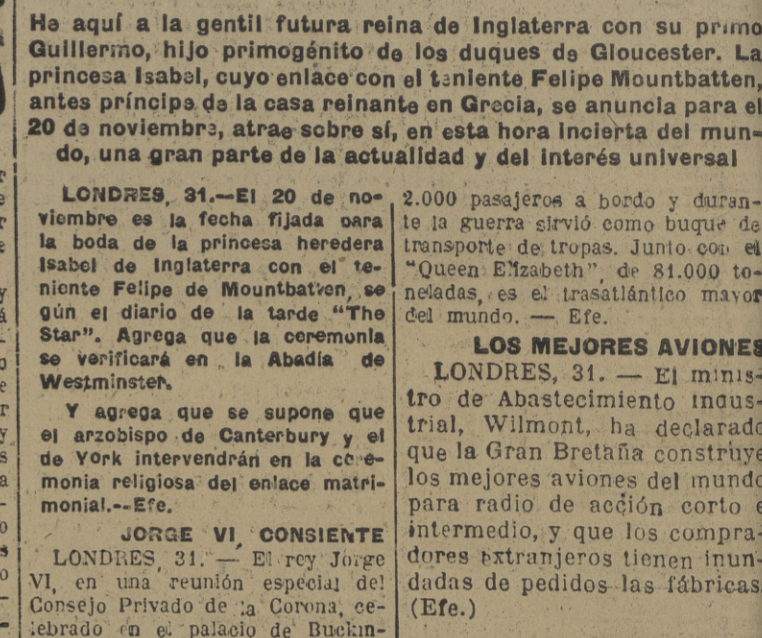 He aquí a la gentil futura reina de Inglaterra con su primo
Guillermo, hijo primogénito de los duques de Gloucester. La
princesa Isabel, cuyo enlace con el teniente Felipe Mountbatten,
antes príncipe de la casa reinante en Grecia, se anuncia para el
20 de noviembre, atrae sobre sí, en esta hora incierta del mun-
do, una gran parte de la actualidad y del interés universal
LONDRES, 31.—El 20 de no-
viembre es la fecha fijada para
la boda de la princesa heredera
Isabel de Inglaterra con el te-
niente Felipe de Mountbatven, se
gún el diario de la tarde "The
Star". Agrega que la ceremonia
se verificará en la Abadía de
Westminster.
Y agrega que se supone que
el arzobispo de Canterbury y el
de York intervendrán en la cere-
monia religiosa del enlace matri-
monial.--Efe.
JORGE VI, CONSIENTE
LONDRES, 31. — El rey Jorge
VI, en una reunión especial del
Consejo Privado de la Corona, ce-
lebrado en el palacio de Buckin-
2.000 pasajeros a bordo y duran-
te la guerra sirvió como buque de
transporte de tropas. Junto con el
"Queen Elizabeth", de 81.000 to-
neladas, es el trasatlántico mayor
del mundo. — Efe.
LOS MEJORES AVIONES
LONDRES, 31. — El minis-
tro de Abastecimiento indus-
trial, Wilmont, ha declarado
que la Gran Bretaña construye
los mejores aviones del mundo
para radio de acción corto e
intermedio, y que los compra-
dores extranjeros tienen inun-
dadas de pedidos las fábricas.
(Efe.)